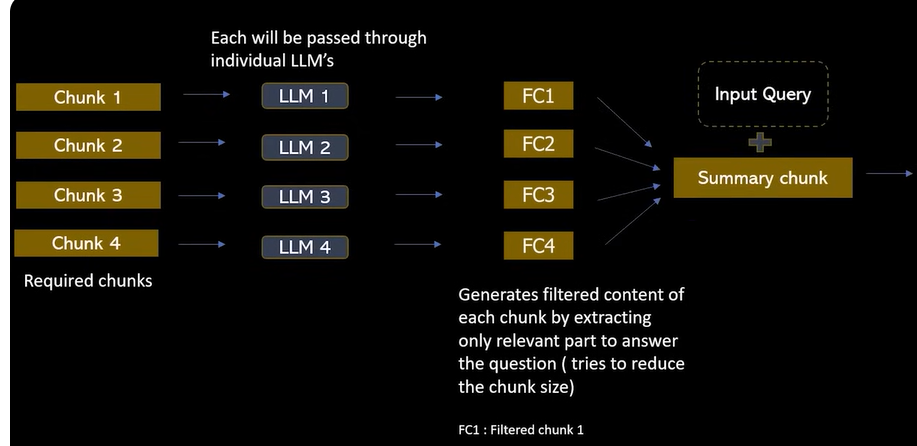 Each will be passed through
individual LLM's
Chunk 1
LLM 1
FC1
Input Query
Chunk 2
LLM 2
FC2
Chunk 3
LLM 3
FC3
Summary chunk
Chunk 4
LLM 4
FC4
Required chunks
Generates filtered content of
each chunk by extracting
only relevant part to answer
the question ( tries to reduce
the chunk size)
FC1 : Filtered chunk 1